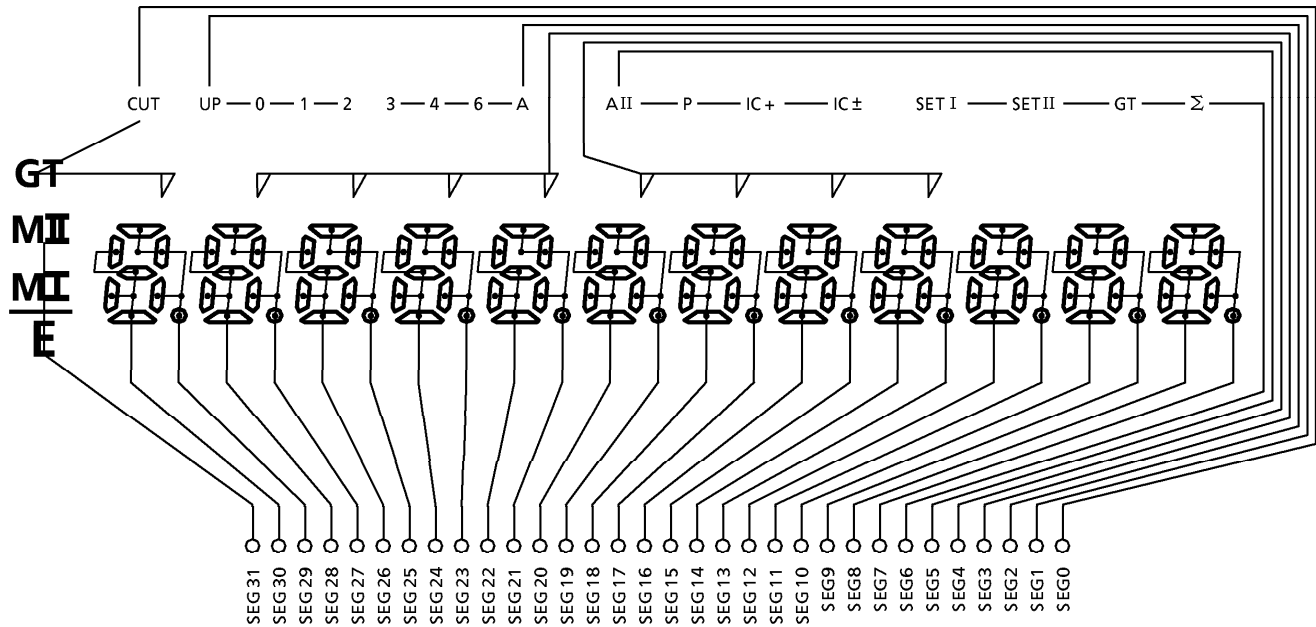 CUT UP 0 1 2 3 4 6 A AII P IC+ IC± SET I SET II GT Σ
GT
MII
MI
E
SEG31 SEG30 SEG29 SEG28 SEG27 SEG26 SEG25 SEG24 SEG23 SEG22 SEG21 SEG20 SEG19 SEG18 SEG17 SEG16 SEG15 SEG14 SEG13 SEG12 SEG11 SEG10 SEG9 SEG8 SEG7 SEG6 SEG5 SEG4 SEG3 SEG2 SEG1 SEG0